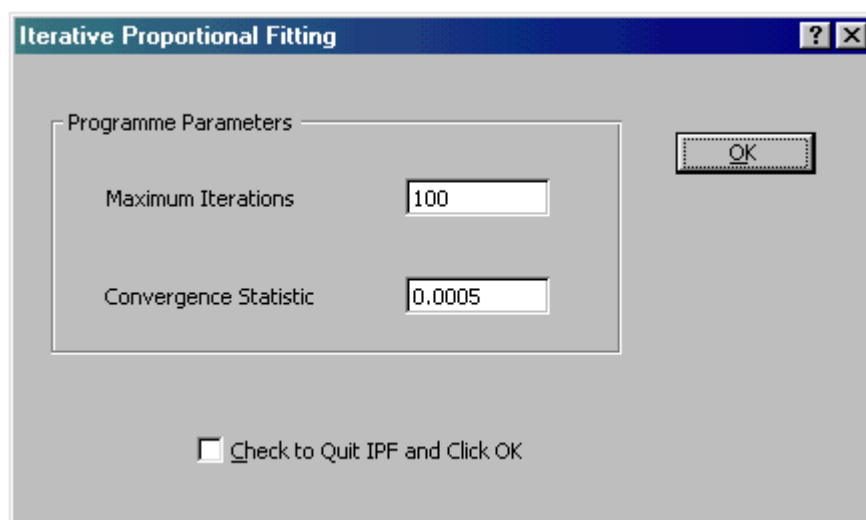 Iterative Proportional Fitting
Programme Parameters
OK
Maximum Iterations 100
Convergence Statistic 0.0005
Check to Quit IPF and Click OK